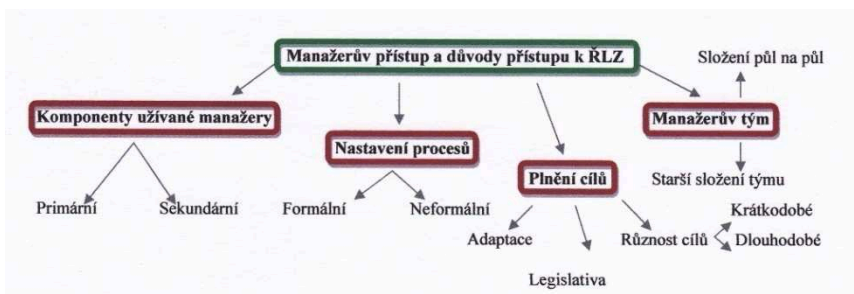 Manažerův přístup a důvody přístupu k ŘLZ
Složení půl na půl
Komponenty užívané manažery
Manažerův tým
Nastavení procesů
Plnění cílů
Starší složení týmu
Primární
Sekundární
Formální
Neformální
Krátkodobé
Adaptace
Různost cílů
Dlouhodobé
Legislativa